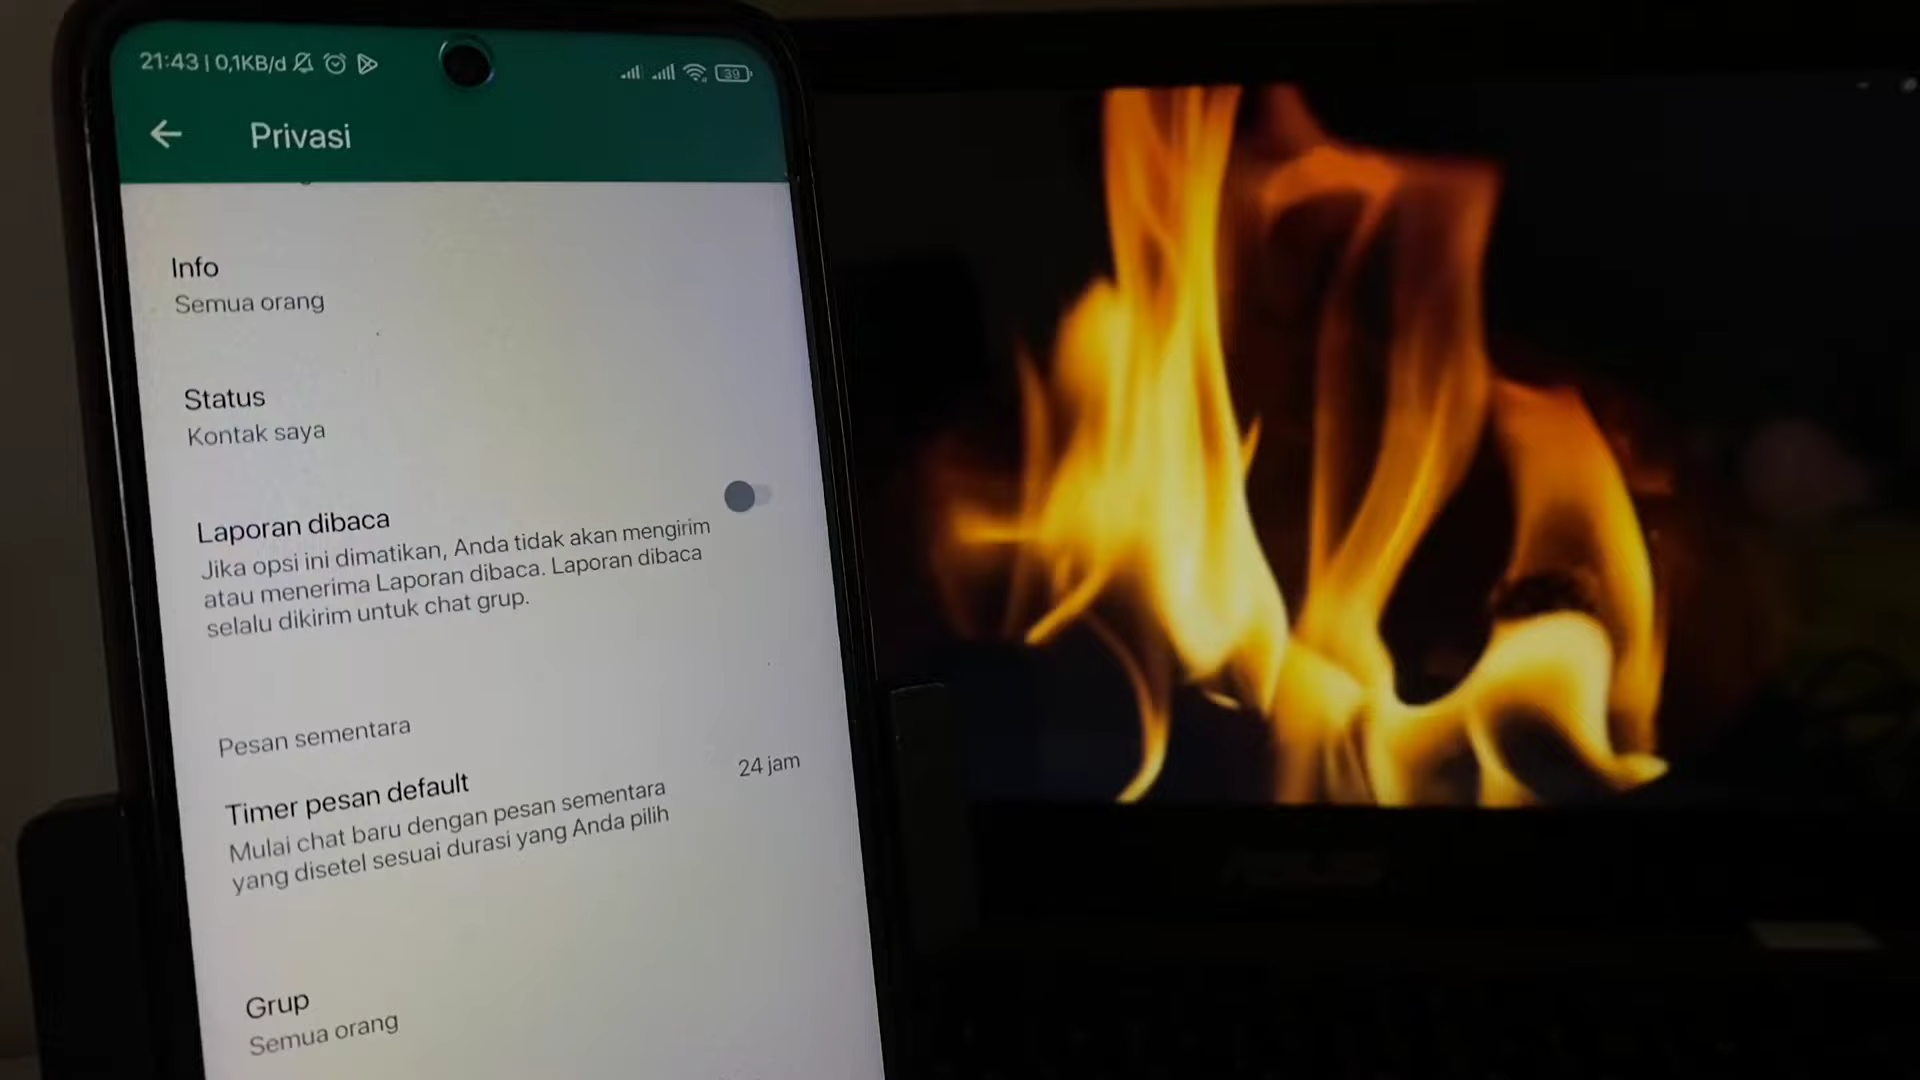 21:43 | 0,1KB/d
39
Privasi
Info
Semua orang
Status
Kontak saya
Laporan dibaca
Jika opsi ini dimatikan, Anda tidak akan mengirim
atau menerima Laporan dibaca. Laporan dibaca
selalu dikirim untuk chat grup.
Pesan sementara
Timer pesan default
24 jam
Mulai chat baru dengan pesan sementara
yang disetel sesuai durasi yang Anda pilih
Grup
Semua orang
ASUS